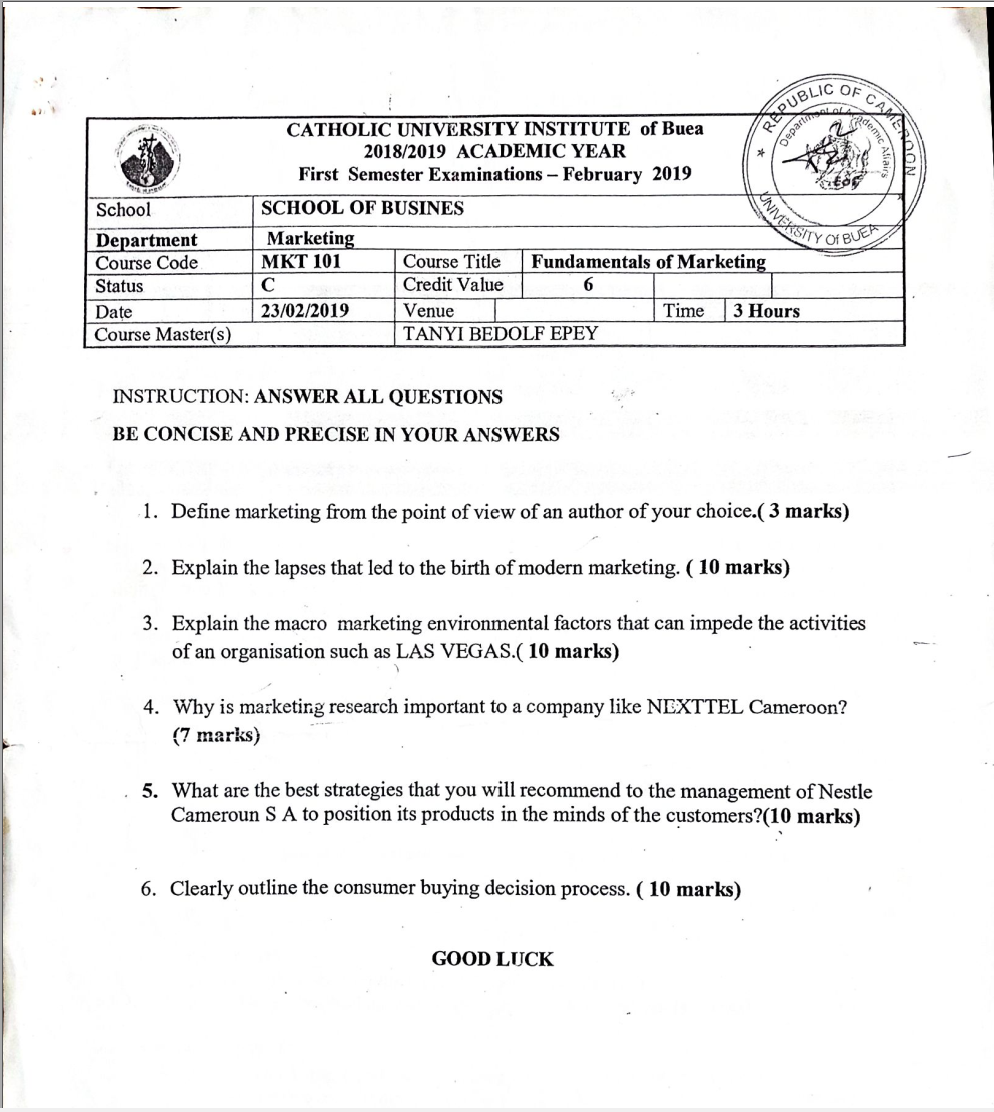 CATHOLIC UNIVERSITY INSTITUTE of Buea
2018/2019 ACADEMIC YEAR
First Semester Examinations – February 2019
REPUBLIC OF CAMEROON
Department of Academic Affairs
UNIVERSITY Of BUEA
School SCHOOL OF BUSINES
Department Marketing
Course Code MKT 101 Course Title Fundamentals of Marketing
Status C Credit Value 6
Date 23/02/2019 Venue Time 3 Hours
Course Master(s) TANYI BEDOLF EPEY
INSTRUCTION: ANSWER ALL QUESTIONS
BE CONCISE AND PRECISE IN YOUR ANSWERS
1. Define marketing from the point of view of an author of your choice.( 3 marks)
2. Explain the lapses that led to the birth of modern marketing. ( 10 marks)
3. Explain the macro marketing environmental factors that can impede the activities
of an organisation such as LAS VEGAS.( 10 marks)
4. Why is marketing research important to a company like NEXTTEL Cameroon?
(7 marks)
5. What are the best strategies that you will recommend to the management of Nestle
Cameroun S A to position its products in the minds of the customers?(10 marks)
6. Clearly outline the consumer buying decision process. ( 10 marks)
GOOD LUCK